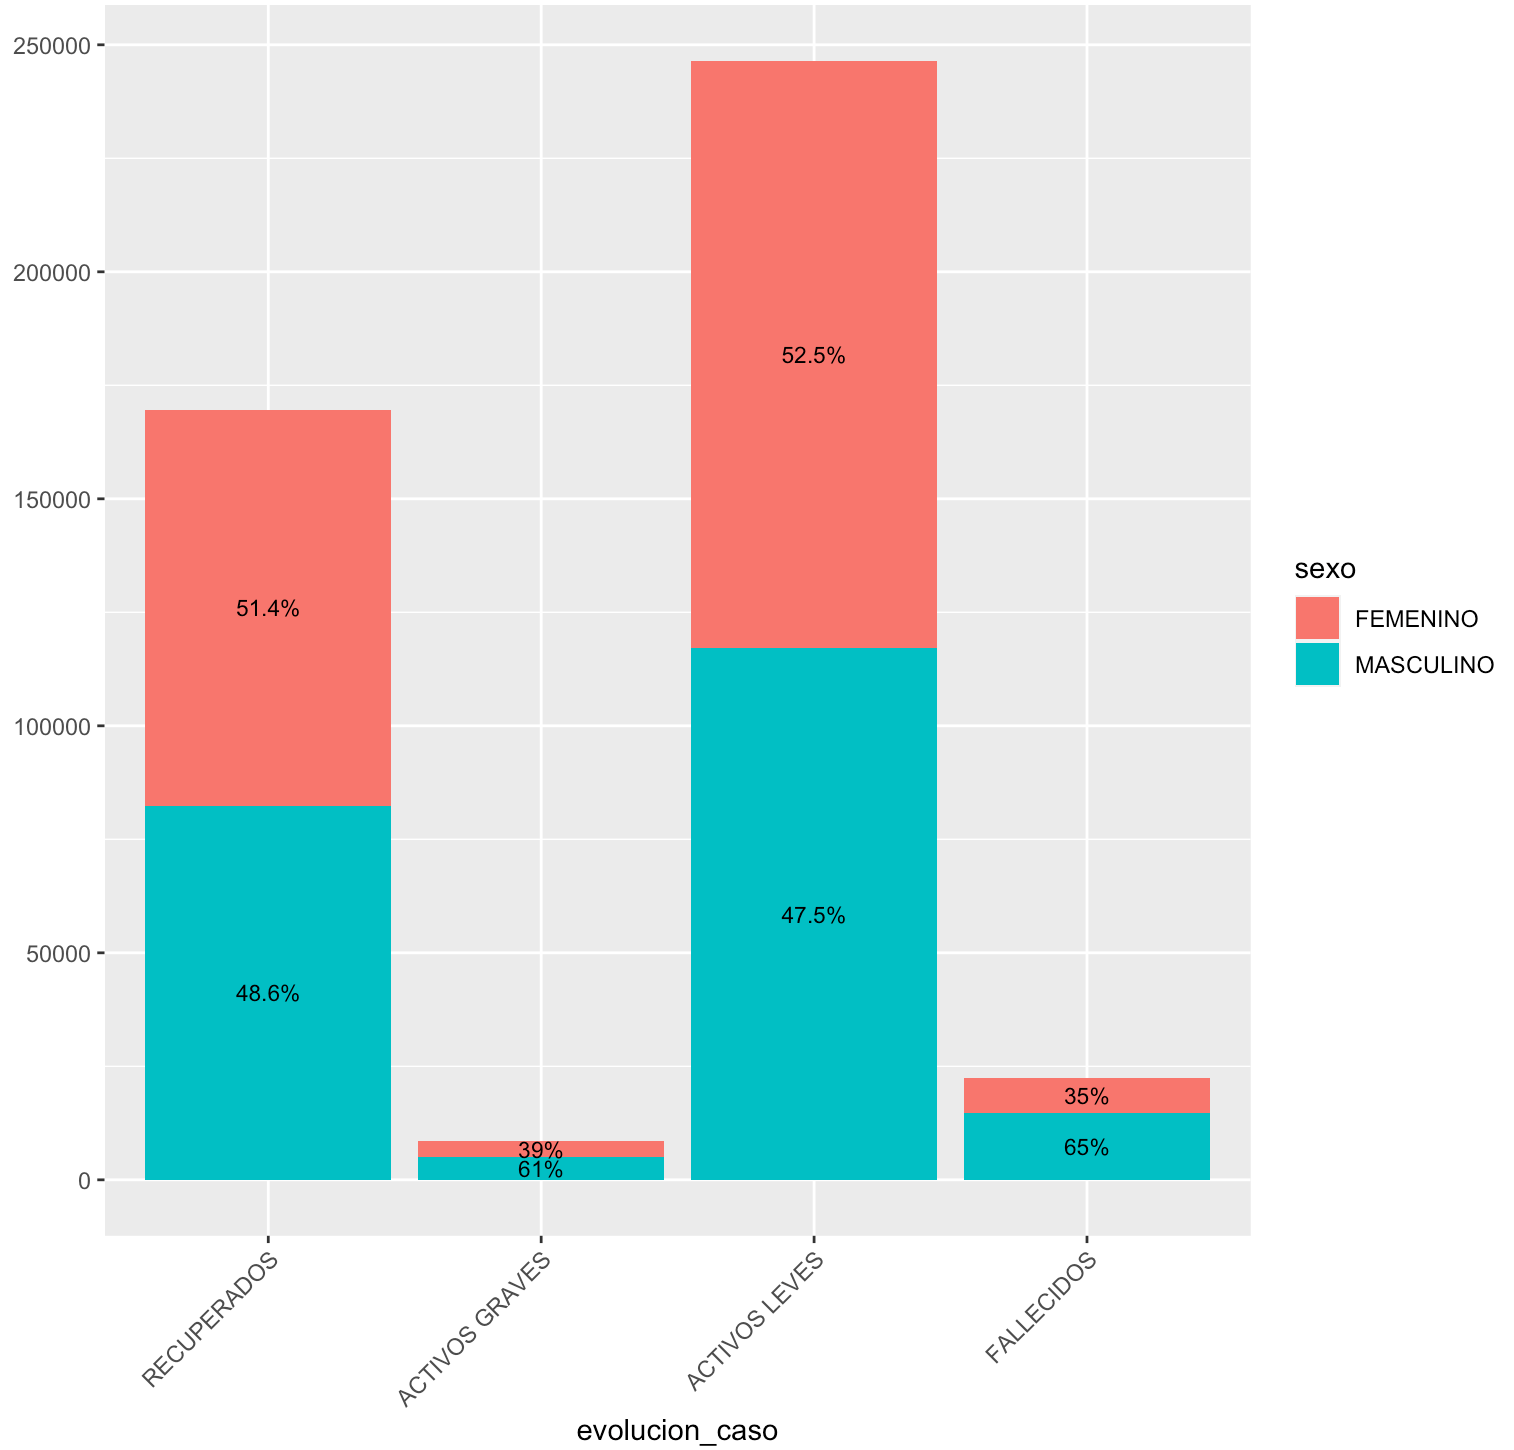 250000
200000
150000
100000
50000
0
52.5%
51.4%
47.5%
48.6%
35%
65%
39%
61%
sexo
FEMENINO
MASCULINO
RECUPERADOS
ACTIVOS GRAVES
ACTIVOS LEVES
FALLECIDOS
evolucion_caso